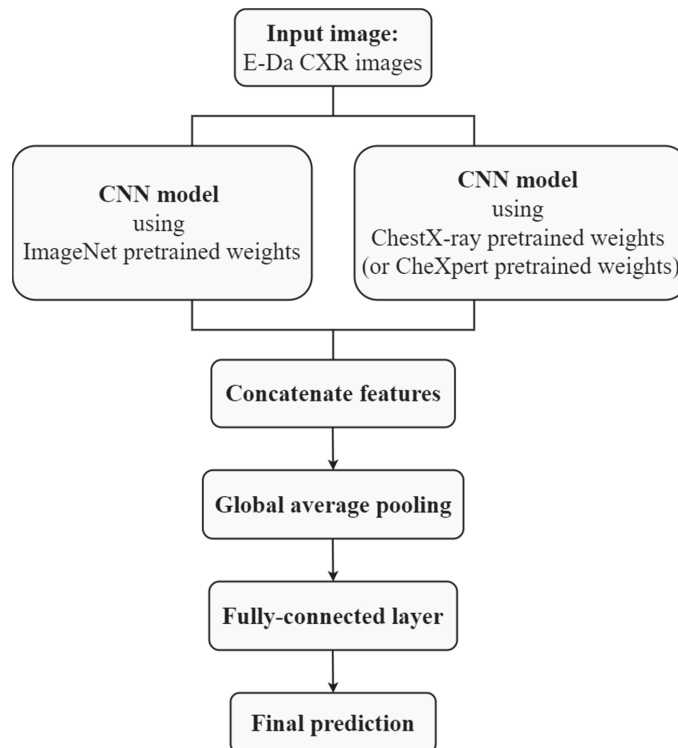 Input image:
E-Da CXR images
CNN model
using
ImageNet pretrained weights
CNN model
using
ChestX-ray pretrained weights
(or CheXpert pretrained weights)
Concatenate features
Global average pooling
Fully-connected layer
Final prediction